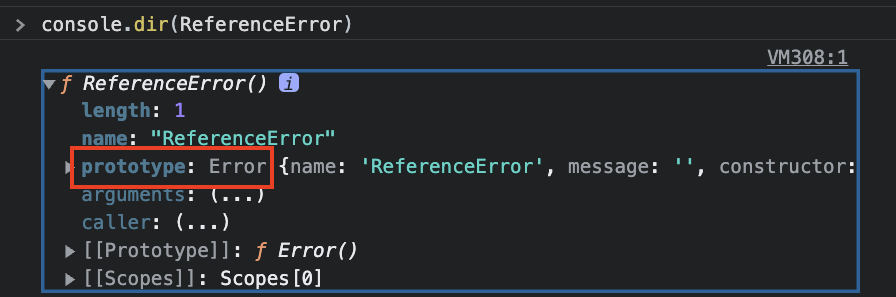 > console.dir(ReferenceError)
VM308:1
▼ƒ ReferenceError() i
length: 1
name: "ReferenceError"
▶prototype: Error {name: 'ReferenceError', message: '', constructor:
arguments: (...)
caller: (...)
▶[[Prototype]]: ƒ Error()
▶[[Scopes]]: Scopes[0]